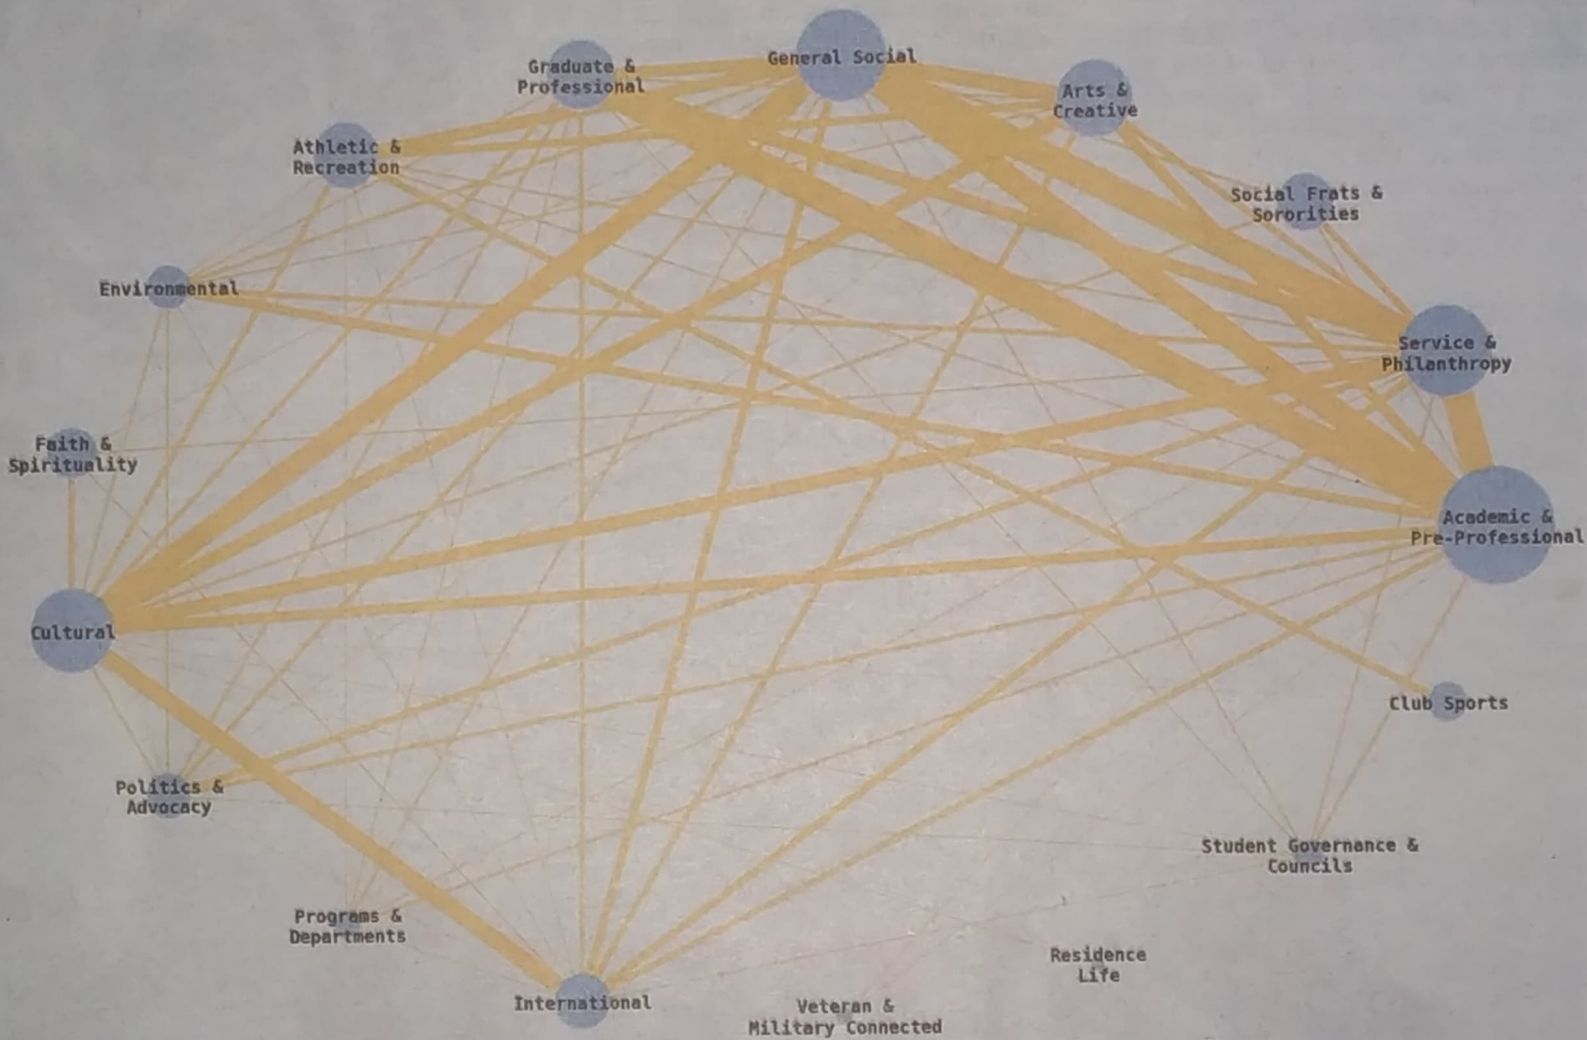 General Social
Graduate &
Professional
Arts &
Creative
Athletic &
Recreation
Social Frats &
Sororities
Environmental
Service &
Philanthropy
Faith &
Spirituality
Academic &
Pre-Professional
Cultural
Club Sports
Politics &
Advocacy
Student Governance &
Councils
Programs &
Departments
Residence
Life
International
Veteran &
Military Connected